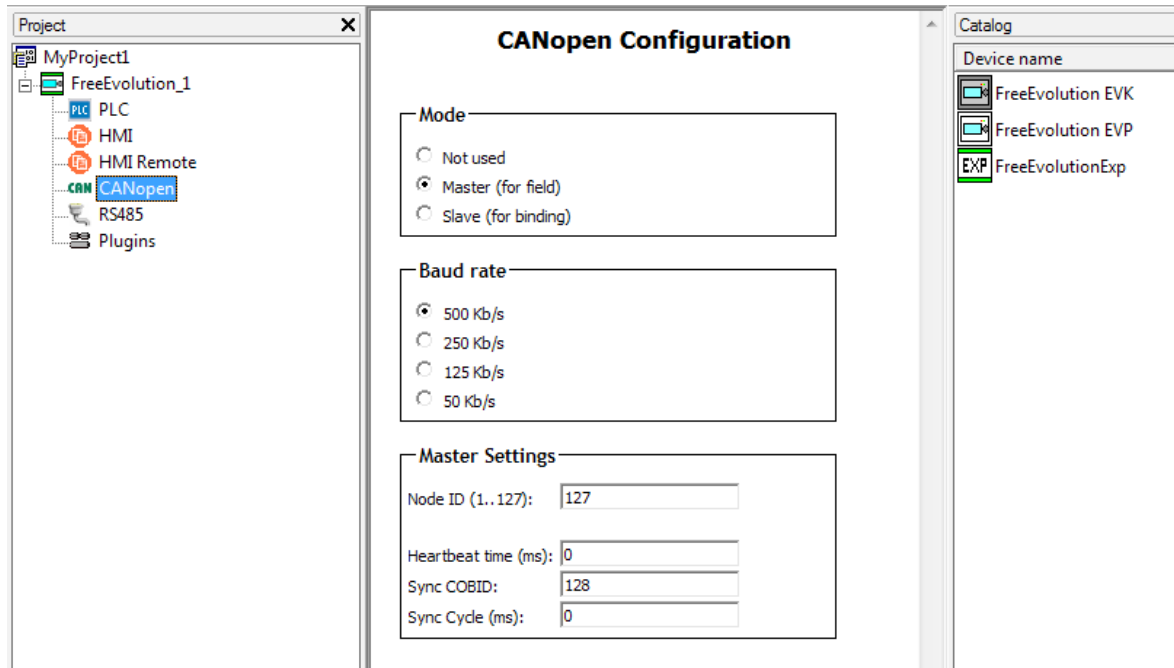 Project
MyProject1
FreeEvolution_1
PLC PLC
HMI
HMI Remote
CAN CANopen
RS485
Plugins
CANopen Configuration
Mode
Not used
Master (for field)
Slave (for binding)
Baud rate
500 Kb/s
250 Kb/s
125 Kb/s
50 Kb/s
Master Settings
Node ID (1..127): 127
Heartbeat time (ms): 0
Sync COBID: 128
Sync Cycle (ms): 0
Catalog
Device name
FreeEvolution EVK
FreeEvolution EVP
EXP FreeEvolutionExp